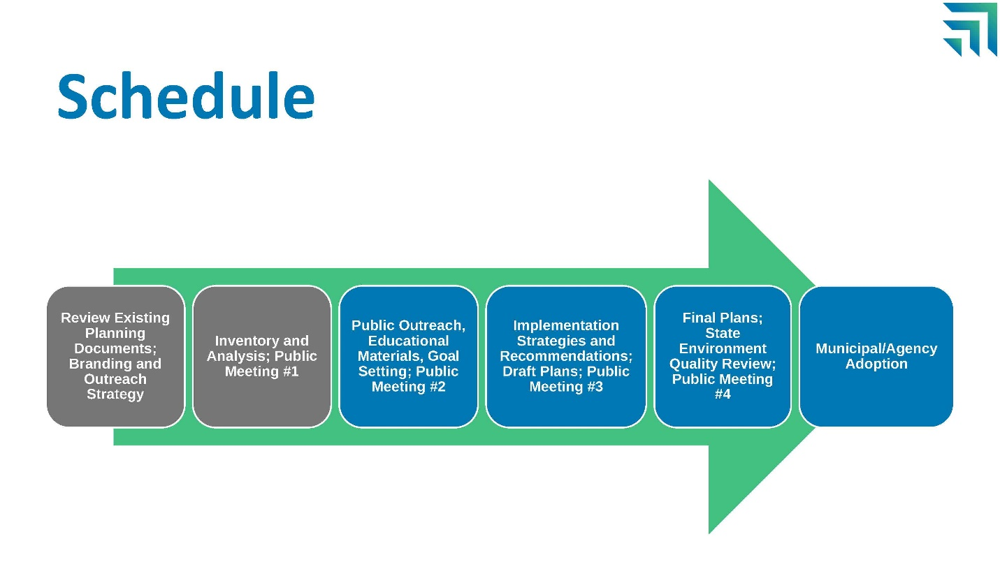 Schedule
Review Existing
Planning
Documents;
Branding and
Outreach
Strategy
Inventory and
Analysis; Public
Meeting #1
Public Outreach,
Educational
Materials, Goal
Setting; Public
Meeting #2
Implementation
Strategies and
Recommendations;
Draft Plans; Public
Meeting #3
Final Plans;
State
Environment
Quality Review;
Public Meeting
#4
Municipal/Agency
Adoption